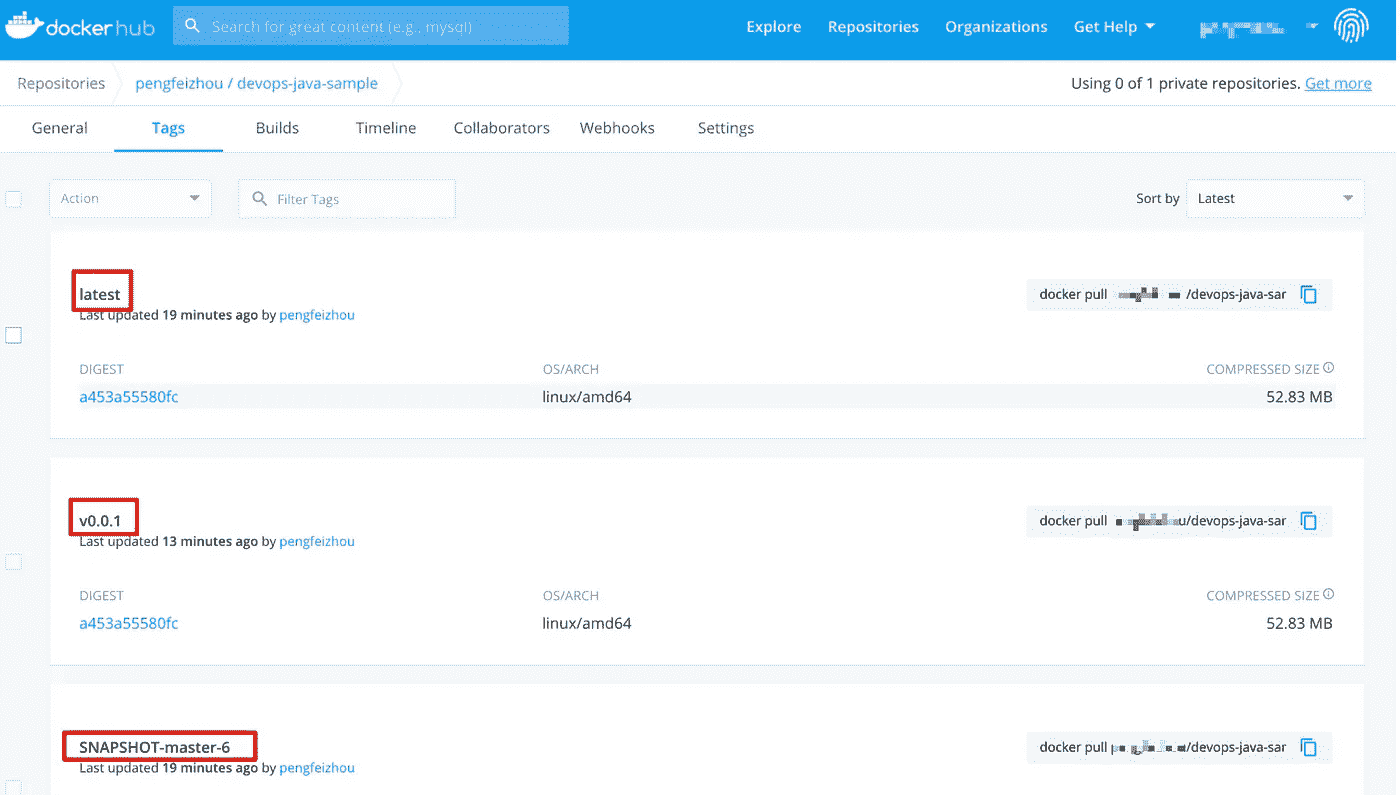 docker hub Search for great content (e.g., mysql) Explore Repositories Organizations Get Help
Repositories pengfeizhou / devops-java-sample Using 0 of 1 private repositories. Get more
General Tags Builds Timeline Collaborators Webhooks Settings
Action Filter Tags Sort by Latest
latest docker pull /devops-java-sar
Last updated 19 minutes ago by pengfeizhou
DIGEST OS/ARCH COMPRESSED SIZE
a453a55580fc linux/amd64 52.83 MB
v0.0.1 docker pull u/devops-java-sar
Last updated 13 minutes ago by pengfeizhou
DIGEST OS/ARCH COMPRESSED SIZE
a453a55580fc linux/amd64 52.83 MB
SNAPSHOT-master-6 docker pull /devops-java-sar
Last updated 19 minutes ago by pengfeizhou